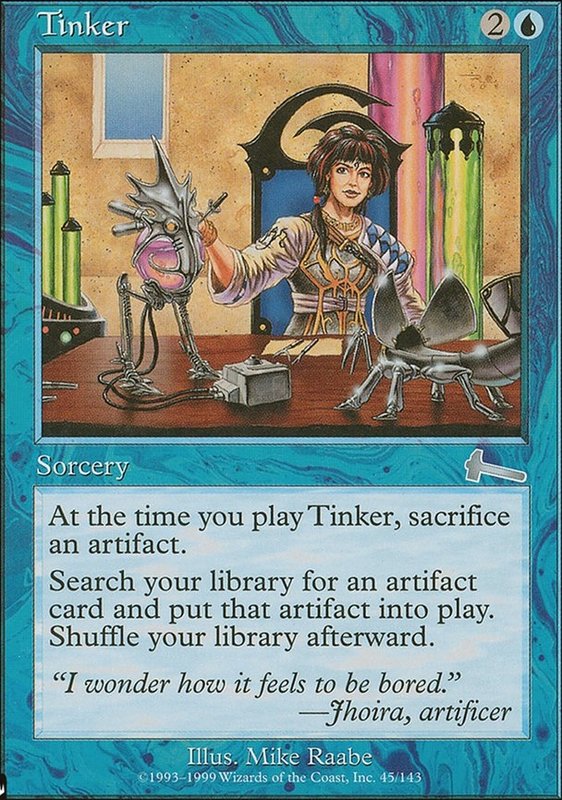 Tinker 2
Sorcery
At the time you play Tinker, sacrifice
an artifact.
Search your library for an artifact
card and put that artifact into play.
Shuffle your library afterward.
“I wonder how it feels to be bored.”
—Jhoira, artificer
Illus. Mike Raabe
©1993–1999 Wizards of the Coast, Inc. 45/143